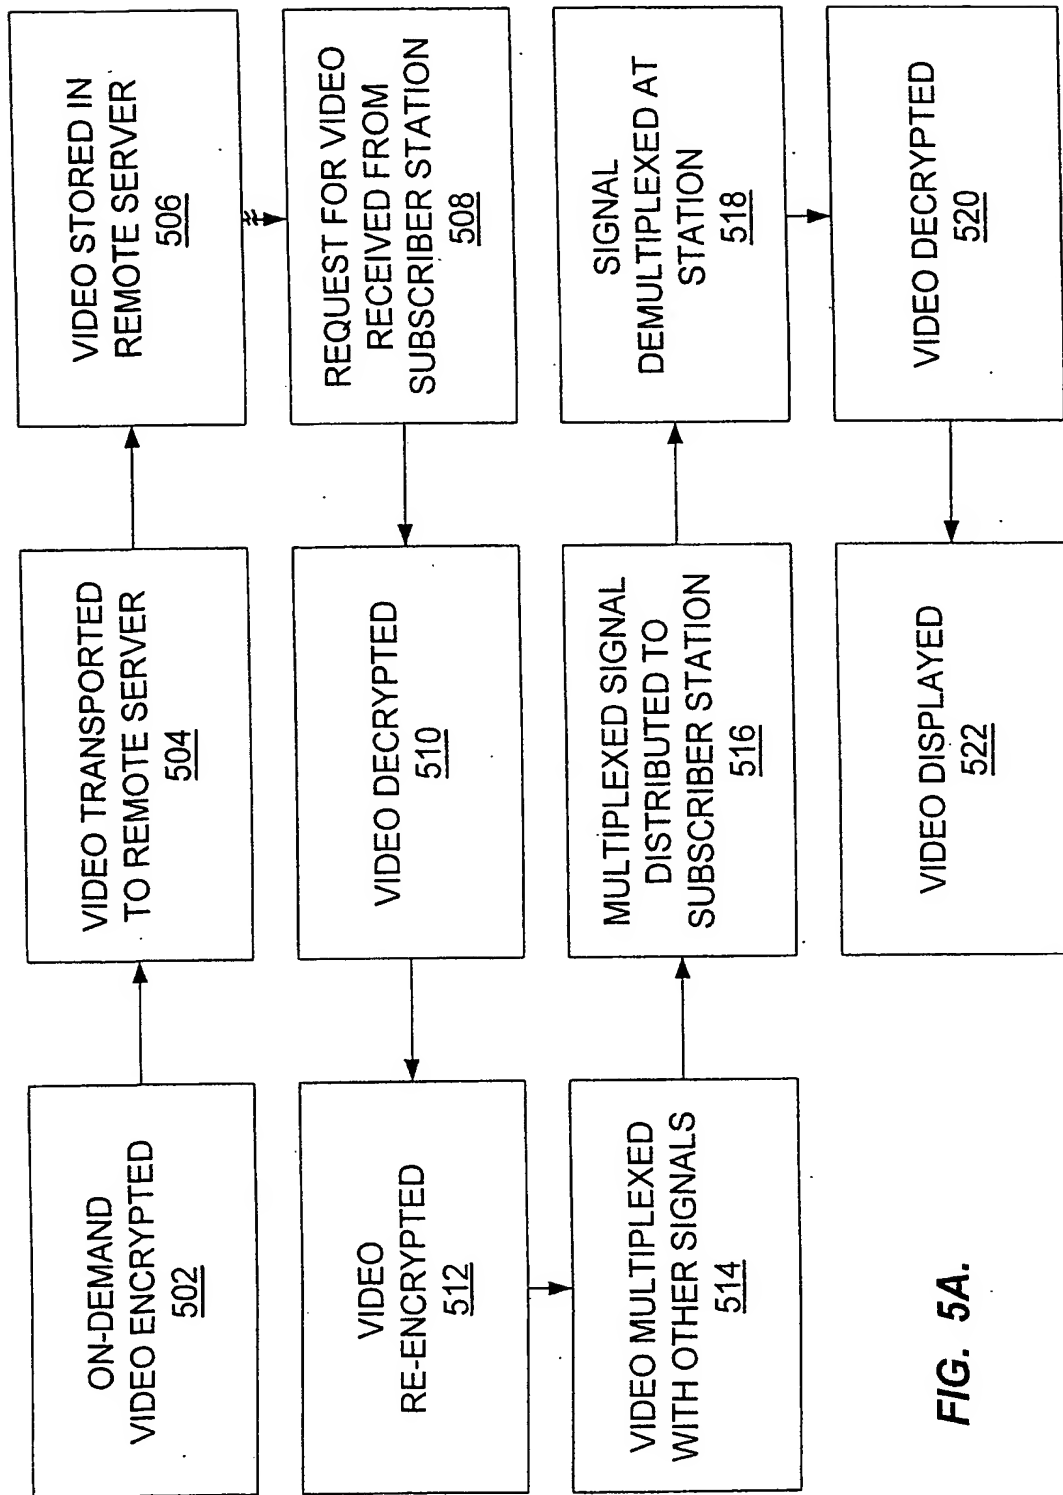 ON-DEMAND
VIDEO ENCRYPTED
502
VIDEO TRANSPORTED
TO REMOTE SERVER
504
VIDEO STORED IN
REMOTE SERVER
506
REQUEST FOR VIDEO
RECEIVED FROM
SUBSCRIBER STATION
508
VIDEO DECRYPTED
510
VIDEO
RE-ENCRYPTED
512
VIDEO MULTIPLEXED
WITH OTHER SIGNALS
514
MULTIPLEXED SIGNAL
DISTRIBUTED TO
SUBSCRIBER STATION
516
SIGNAL
DEMULTIPLEXED AT
STATION
518
VIDEO DECRYPTED
520
VIDEO DISPLAYED
522
FIG. 5A.